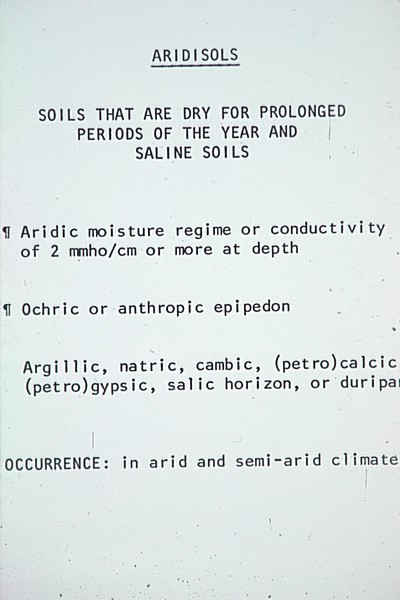 ARIDISOLS
SOILS THAT ARE DRY FOR PROLONGED
PERIODS OF THE YEAR AND
SALINE SOILS
¶ Aridic moisture regime or conductivity
of 2 mmho/cm or more at depth
¶ Ochric or anthropic epipedon
Argillic, natric, cambic, (petro)calcic
(petro)gypsic, salic horizon, or duripa
OCCURRENCE: in arid and semi-arid climate